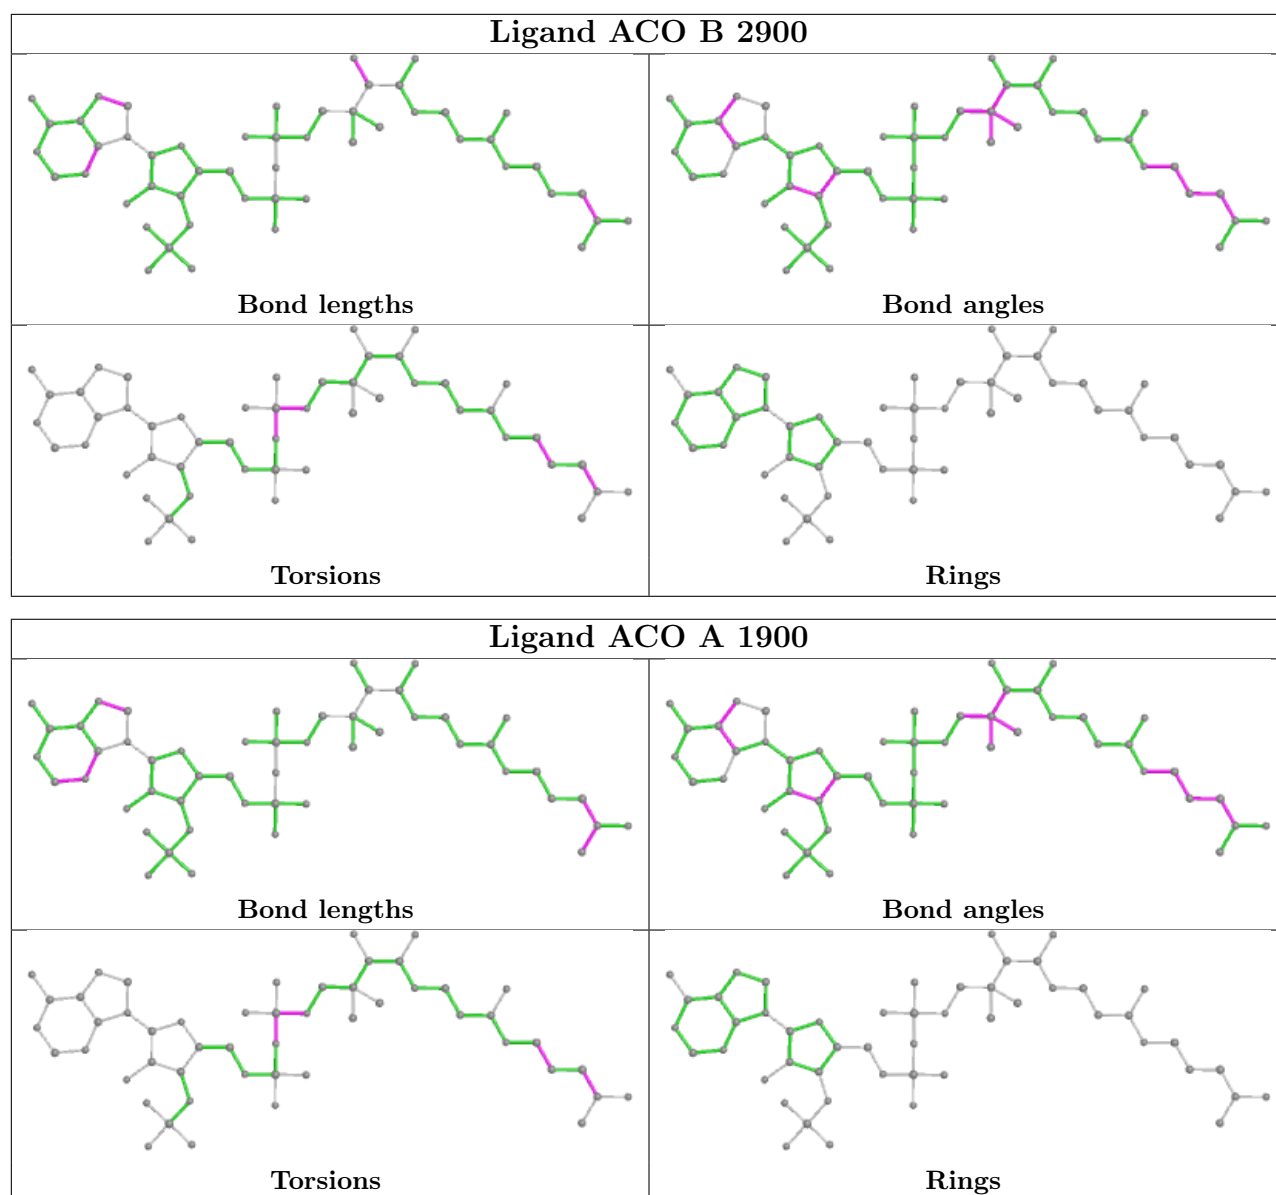 Ligand ACO B 2900
Bond lengths
Bond angles
Torsions
Rings
Ligand ACO A 1900
Bond lengths
Bond angles
Torsions
Rings